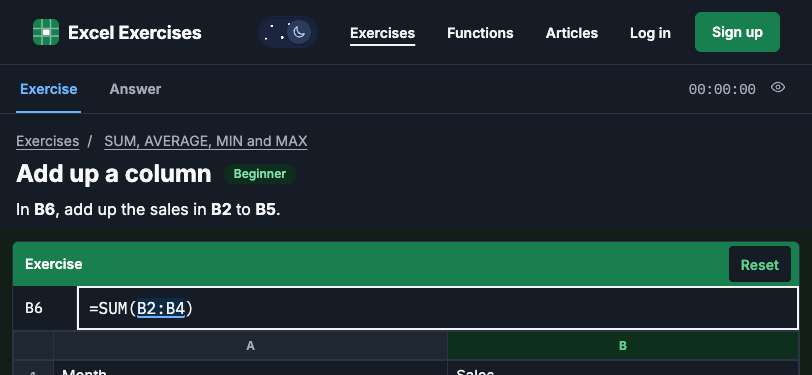 Excel Exercises
Exercises
Functions
Articles
Log in
Sign up
Exercise
Answer
00:00:00
Exercises / SUM, AVERAGE, MIN and MAX
Add up a column
Beginner
In B6, add up the sales in B2 to B5.
Exercise
Reset
B6
=SUM(B2:B4)
A
B
1
Month
Sales